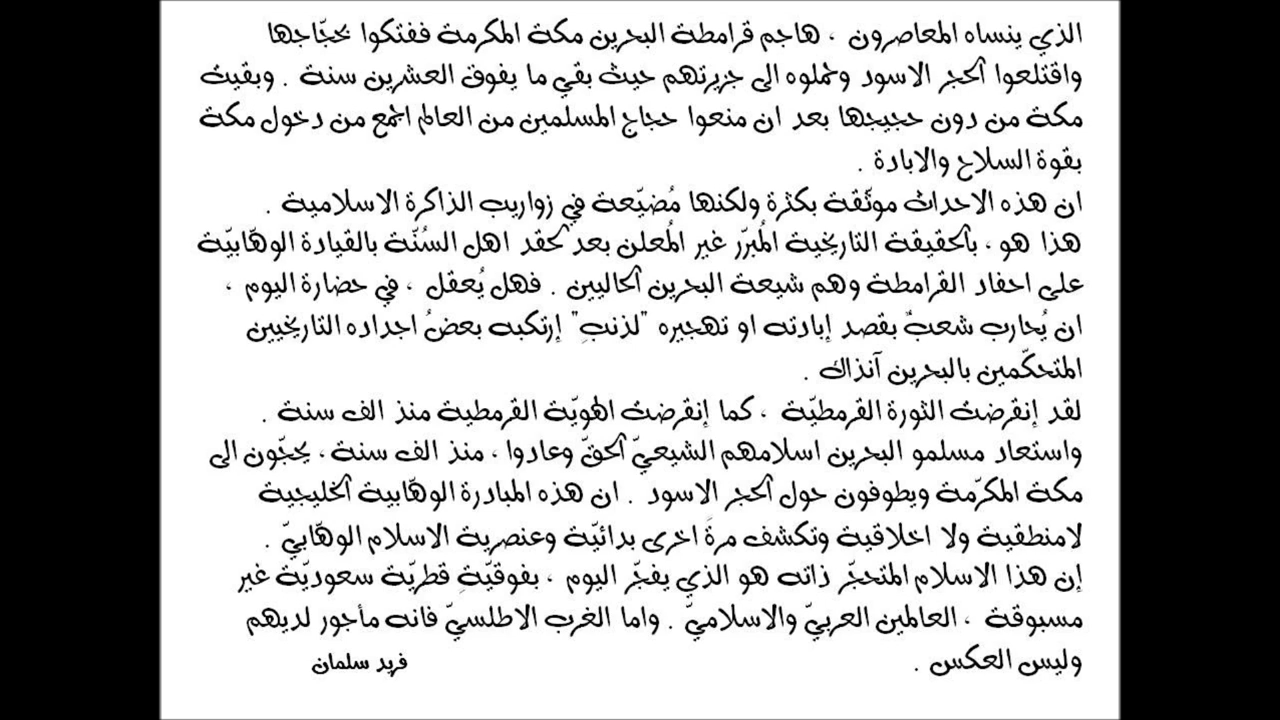 الذي ينساه المعاصرون ، هاجم قرامطة البحرين مكة المكرمة ففتكوا بحُجّاجها
واقتلعوا الحجر الاسود وحملوه الى جزيرتهم حيث بقي ما يفوق العشرين سنة . وبقيت
مكة من دون حجيجها بعد ان منعوا حجاج المسلمين من العالم اجمع من دخول مكة
بقوة السلاح والابادة .
ان هذه الاحداث موثّقة بكثرة ولكنها مُضيّعة في زواريب الذاكرة الاسلامية .
هذا هو ، بالحقيقة التاريخية المُبرّر غير المُعلن بعد لحقد اهل السُنّة بالقيادة الوهّابيّة
على احفاد القرامطة وهم شيعة البحرين الحاليين . فهل يُعقل ، في حضارة اليوم ،
ان يُحارب شعبٌ بقصد إبادته او تهجيره "لذنبِ" إرتكبه بعضُ اجداده التاريخيين
المتحكّمين بالبحرين آنذاك .
لقد إنقرضت الثورة القرمطيّة ، كما إنقرضت الهويّة القرمطية منذ الف سنة .
واستعاد مسلمو البحرين اسلامهم الشيعيّ الحقّ وعادوا ، منذ الف سنة ، يحجّون الى
مكة المكرّمة ويطوفون حول الحجر الاسود . ان هذه المبادرة الوهّابية الخليجية
لامنطقية ولا اخلاقية وتكشف مرةَ اخرى بدائيّة وعنصرية الاسلام الوهّابيّ .
إن هذا الاسلام المتحجّر ذاته هو الذي يفجّر اليوم ، بفوقيّةِ قطريّة سعوديّة غير
مسبوقة ، العالمين العربيّ والاسلاميّ . واما الغرب الاطلسيّ فانه مأجور لديهم
وليس العكس . فريد سلمان